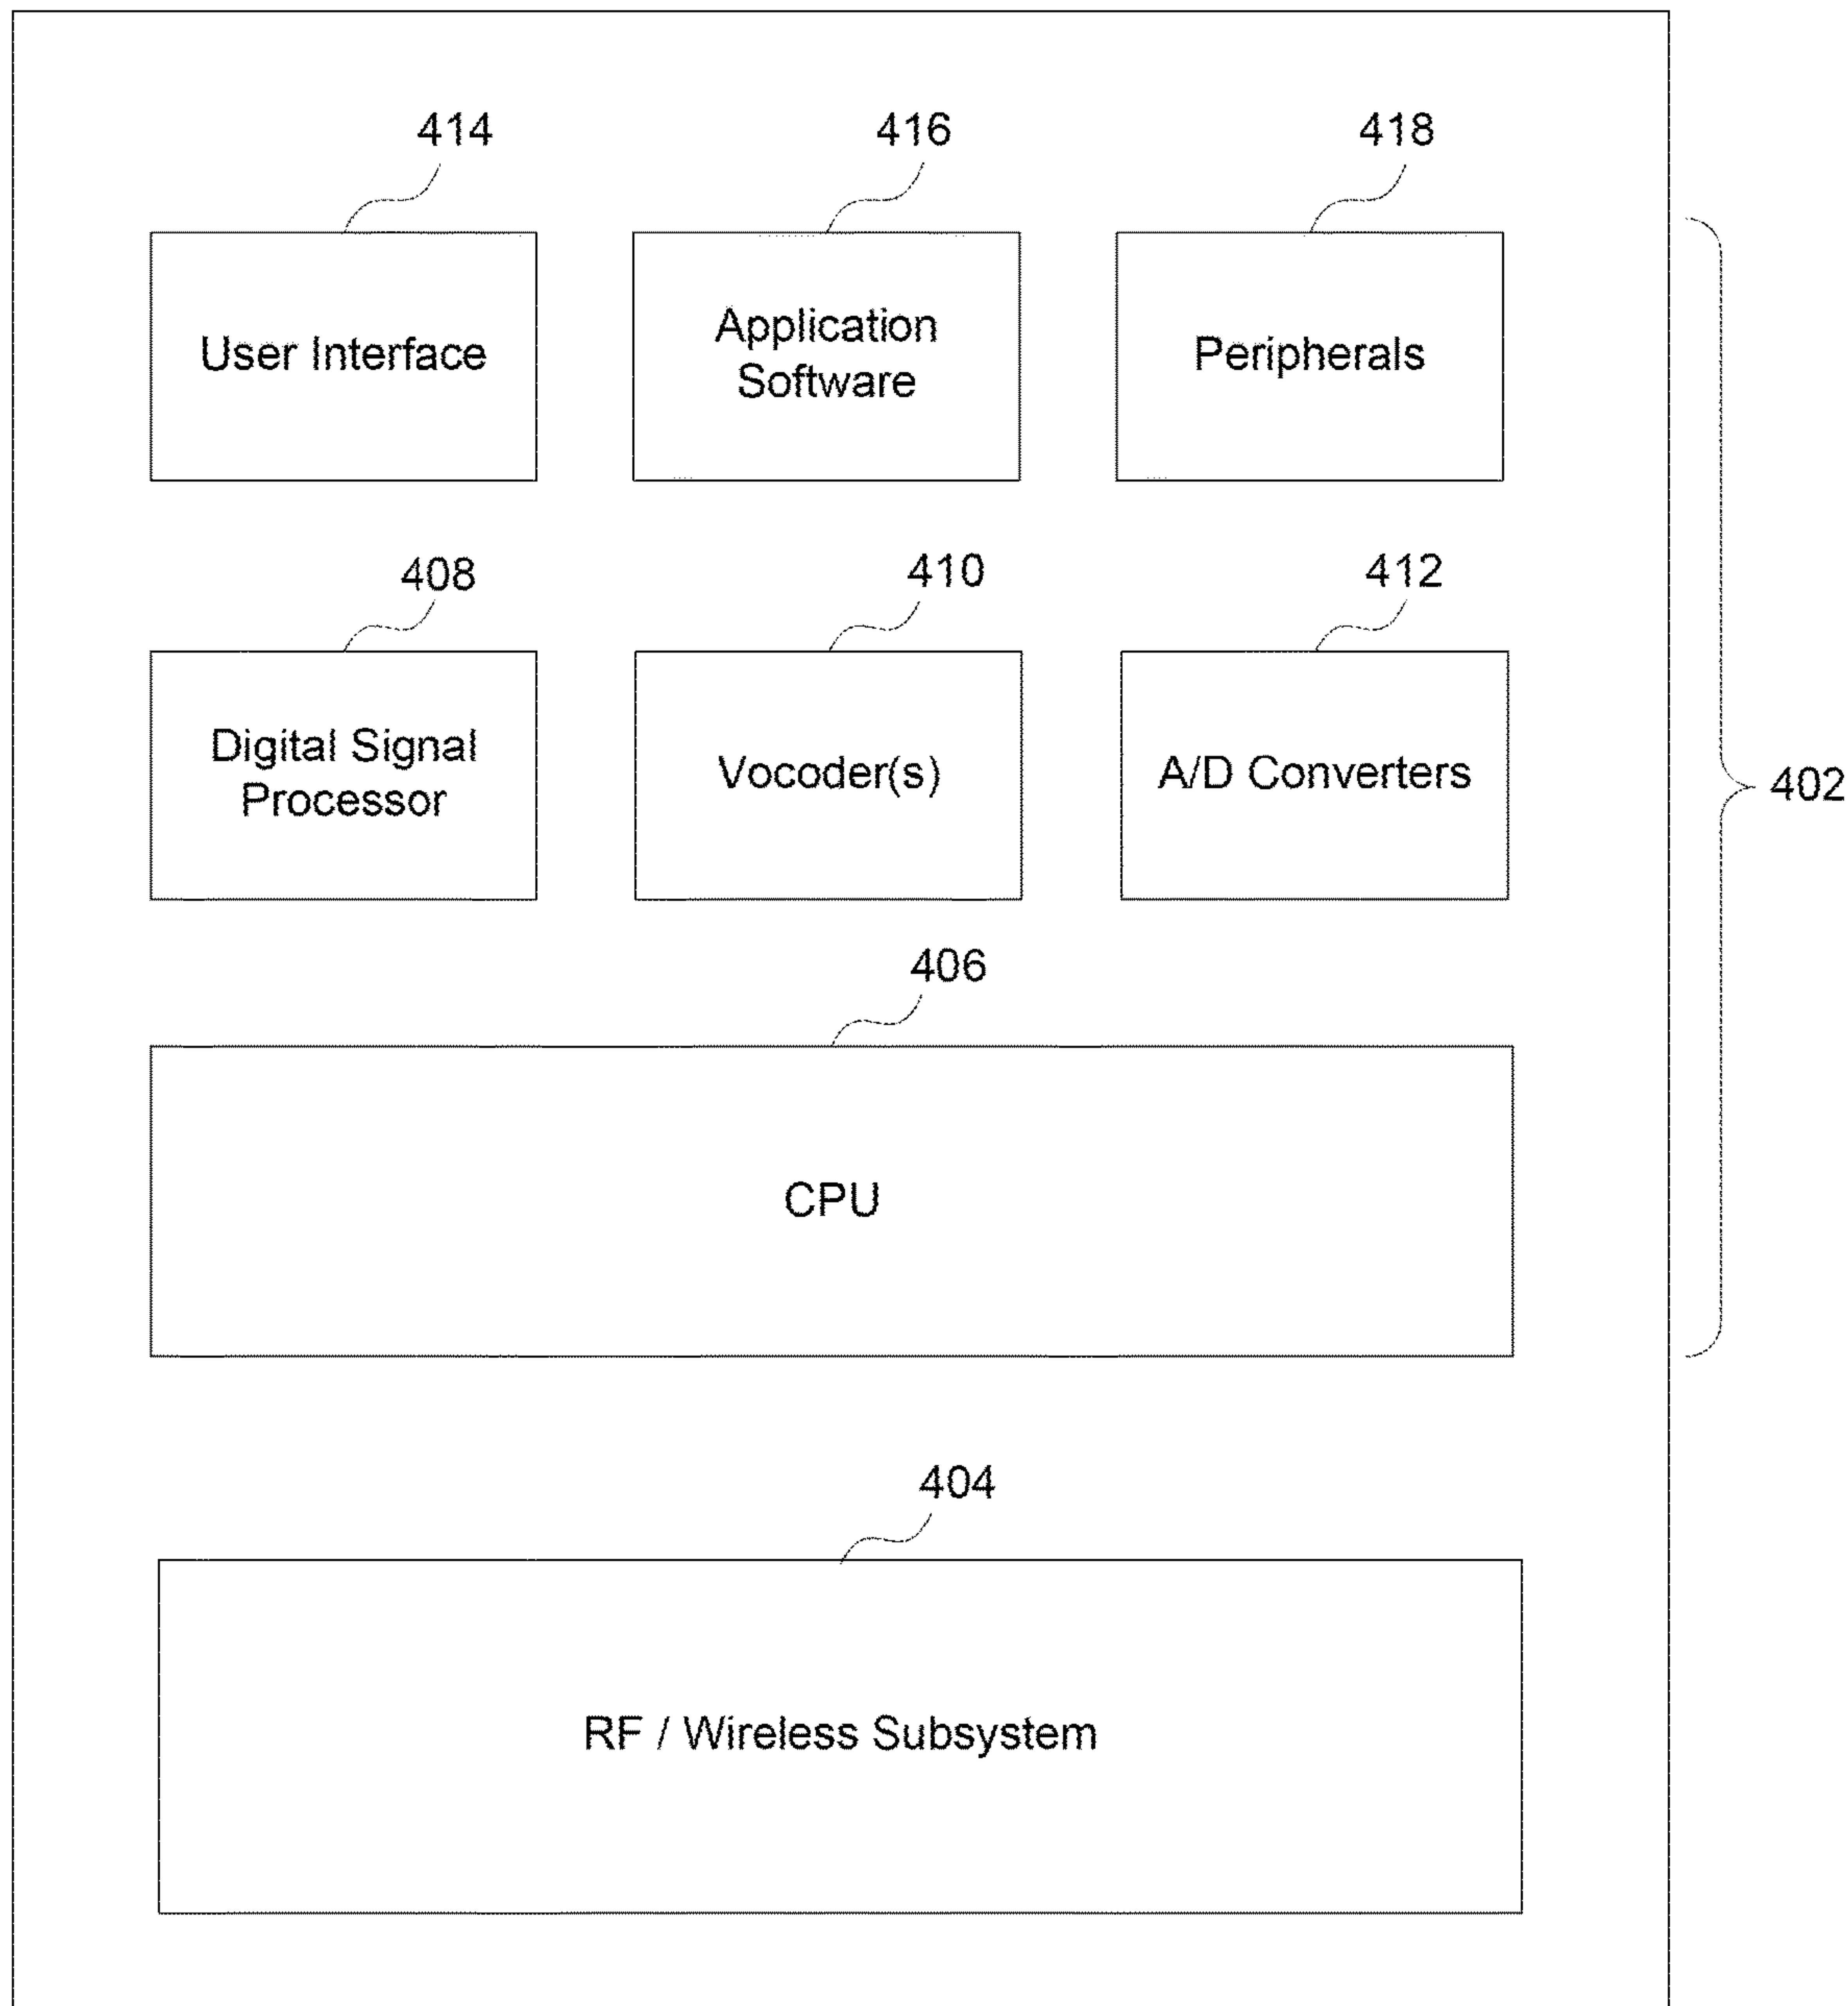 414
416
418
User Interface
Application
Software
Peripherals
408
410
412
Digital Signal
Processor
Vocoder(s)
A/D Converters
402
406
CPU
404
RF / Wireless Subsystem